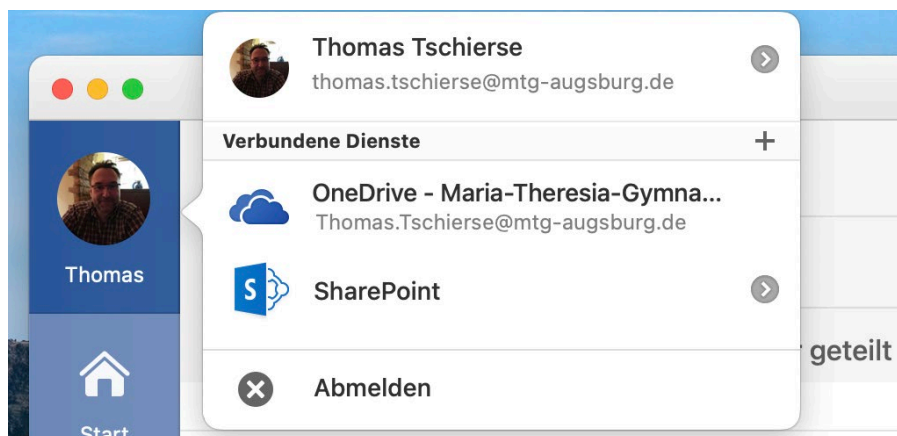 Thomas Tschierse
thomas.tschierse@mtg-augsburg.de
Verbundene Dienste
OneDrive - Maria-Theresia-Gymna...
Thomas.Tschierse@mtg-augsburg.de
Thomas
S
SharePoint
geteilt
Abmelden
Start